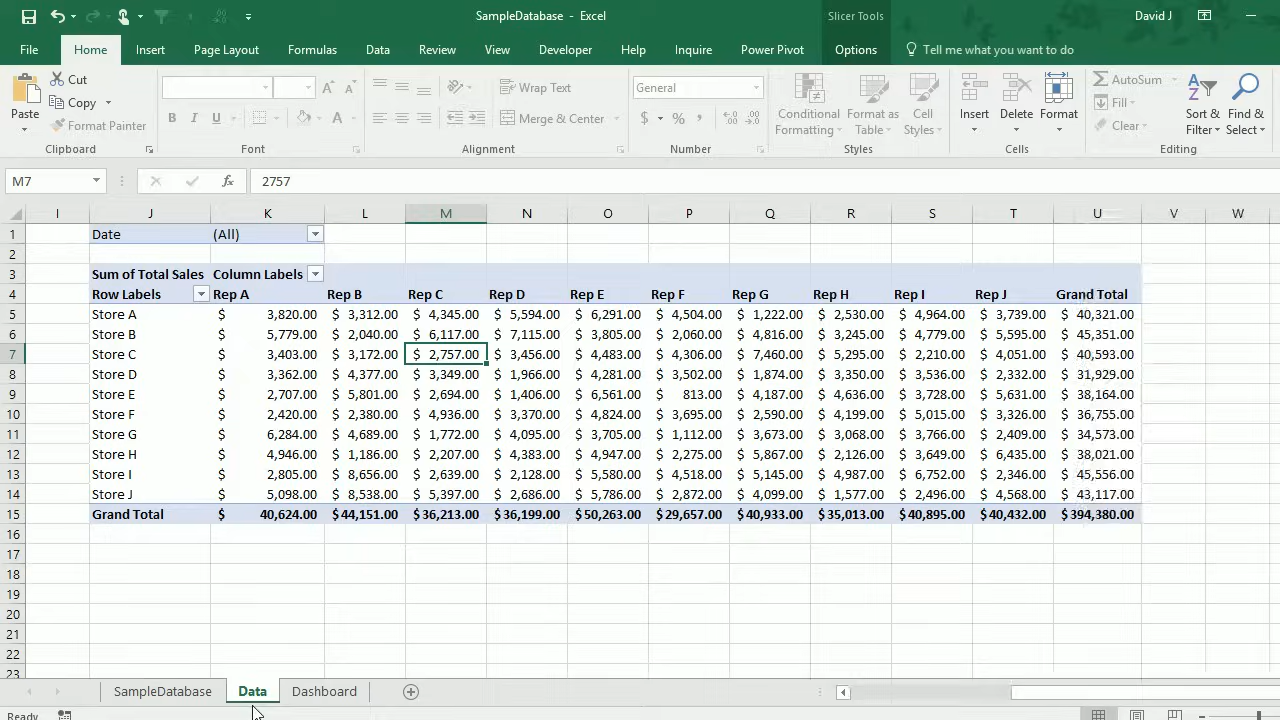 SampleDatabase - Excel
Slicer Tools
David J
File Home Insert Page Layout Formulas Data Review View Developer Help Inquire Power Pivot Options Tell me what you want to do
Cut
Copy
Format Painter
Paste
Clipboard
B I U
A A
Font
Wrap Text
Merge & Center
Alignment
General
$ % ,
Number
Conditional Formatting
Format as Table
Cell Styles
Styles
Insert
Delete
Format
Cells
AutoSum
Fill
Clear
Sort & Filter
Find & Select
Editing
M7 fx 2757
I J K L M N O P Q R S T U V W
1 Date (All)
2
3 Sum of Total Sales Column Labels
4 Row Labels Rep A Rep B Rep C Rep D Rep E Rep F Rep G Rep H Rep I Rep J Grand Total
5 Store A $ 3,820.00 $ 3,312.00 $ 4,345.00 $ 5,594.00 $ 6,291.00 $ 4,504.00 $ 1,222.00 $ 2,530.00 $ 4,964.00 $ 3,739.00 $ 40,321.00
6 Store B $ 5,779.00 $ 2,040.00 $ 6,117.00 $ 7,115.00 $ 3,805.00 $ 2,060.00 $ 4,816.00 $ 3,245.00 $ 4,779.00 $ 5,595.00 $ 45,351.00
7 Store C $ 3,403.00 $ 3,172.00 $ 2,757.00 $ 3,456.00 $ 4,483.00 $ 4,306.00 $ 7,460.00 $ 5,295.00 $ 2,210.00 $ 4,051.00 $ 40,593.00
8 Store D $ 3,362.00 $ 4,377.00 $ 3,349.00 $ 1,966.00 $ 4,281.00 $ 3,502.00 $ 1,874.00 $ 3,350.00 $ 3,536.00 $ 2,332.00 $ 31,929.00
9 Store E $ 2,707.00 $ 5,801.00 $ 2,694.00 $ 1,406.00 $ 6,561.00 $ 813.00 $ 4,187.00 $ 4,636.00 $ 3,728.00 $ 5,631.00 $ 38,164.00
10 Store F $ 2,420.00 $ 2,380.00 $ 4,936.00 $ 3,370.00 $ 4,824.00 $ 3,695.00 $ 2,590.00 $ 4,199.00 $ 5,015.00 $ 3,326.00 $ 36,755.00
11 Store G $ 6,284.00 $ 4,689.00 $ 1,772.00 $ 4,095.00 $ 3,705.00 $ 1,112.00 $ 3,673.00 $ 3,068.00 $ 3,766.00 $ 2,409.00 $ 34,573.00
12 Store H $ 4,946.00 $ 1,186.00 $ 2,207.00 $ 4,383.00 $ 4,947.00 $ 2,275.00 $ 5,867.00 $ 2,126.00 $ 3,649.00 $ 6,435.00 $ 38,021.00
13 Store I $ 2,805.00 $ 8,656.00 $ 2,639.00 $ 2,128.00 $ 5,580.00 $ 4,518.00 $ 5,145.00 $ 4,987.00 $ 6,752.00 $ 2,346.00 $ 45,556.00
14 Store J $ 5,098.00 $ 8,538.00 $ 5,397.00 $ 2,686.00 $ 5,786.00 $ 2,872.00 $ 4,099.00 $ 1,577.00 $ 2,496.00 $ 4,568.00 $ 43,117.00
15 Grand Total $ 40,624.00 $ 44,151.00 $ 36,213.00 $ 36,199.00 $ 50,263.00 $ 29,657.00 $ 40,933.00 $ 35,013.00 $ 40,895.00 $ 40,432.00 $ 394,380.00
16
17
18
19
20
21
22
23
SampleDatabase Data Dashboard
Ready